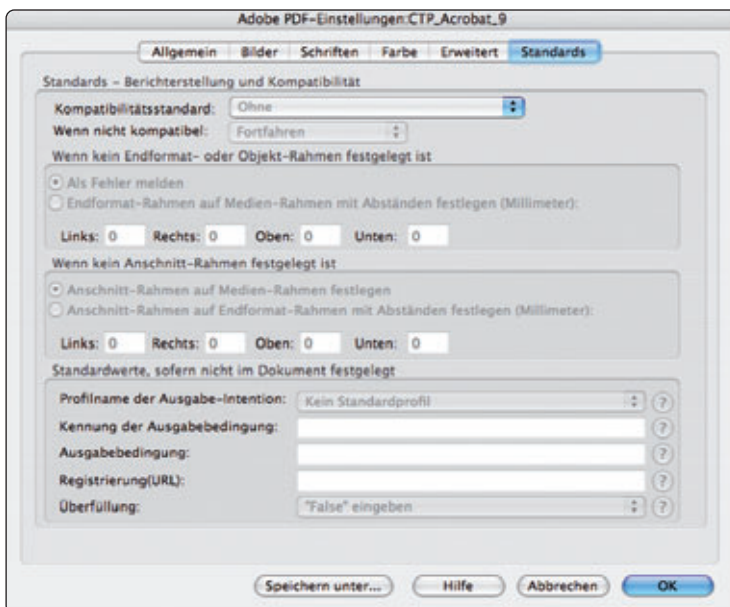 Adobe PDF-Einstellungen:CTP_Acrobat_9
Allgemein Bilder Schriften Farbe Erweitert Standards
Standards – Berichterstellung und Kompatibilität
Kompatibilitätsstandard: Ohne
Wenn nicht kompatibel: Fortfahren
Wenn kein Endformat- oder Objekt-Rahmen festgelegt ist
Als Fehler melden
Endformat-Rahmen auf Medien-Rahmen mit Abständen festlegen (Millimeter):
Links: 0 Rechts: 0 Oben: 0 Unten: 0
Wenn kein Anschnitt-Rahmen festgelegt ist
Anschnitt-Rahmen auf Medien-Rahmen festlegen
Anschnitt-Rahmen auf Endformat-Rahmen mit Abständen festlegen (Millimeter):
Links: 0 Rechts: 0 Oben: 0 Unten: 0
Standardwerte, sofern nicht im Dokument festgelegt
Profilname der Ausgabe-Intention: Kein Standardprofil ?
Kennung der Ausgabebedingung: ?
Ausgabebedingung: ?
Registrierung(URL): ?
Überfüllung: "False" eingeben ?
Speichern unter... Hilfe Abbrechen OK